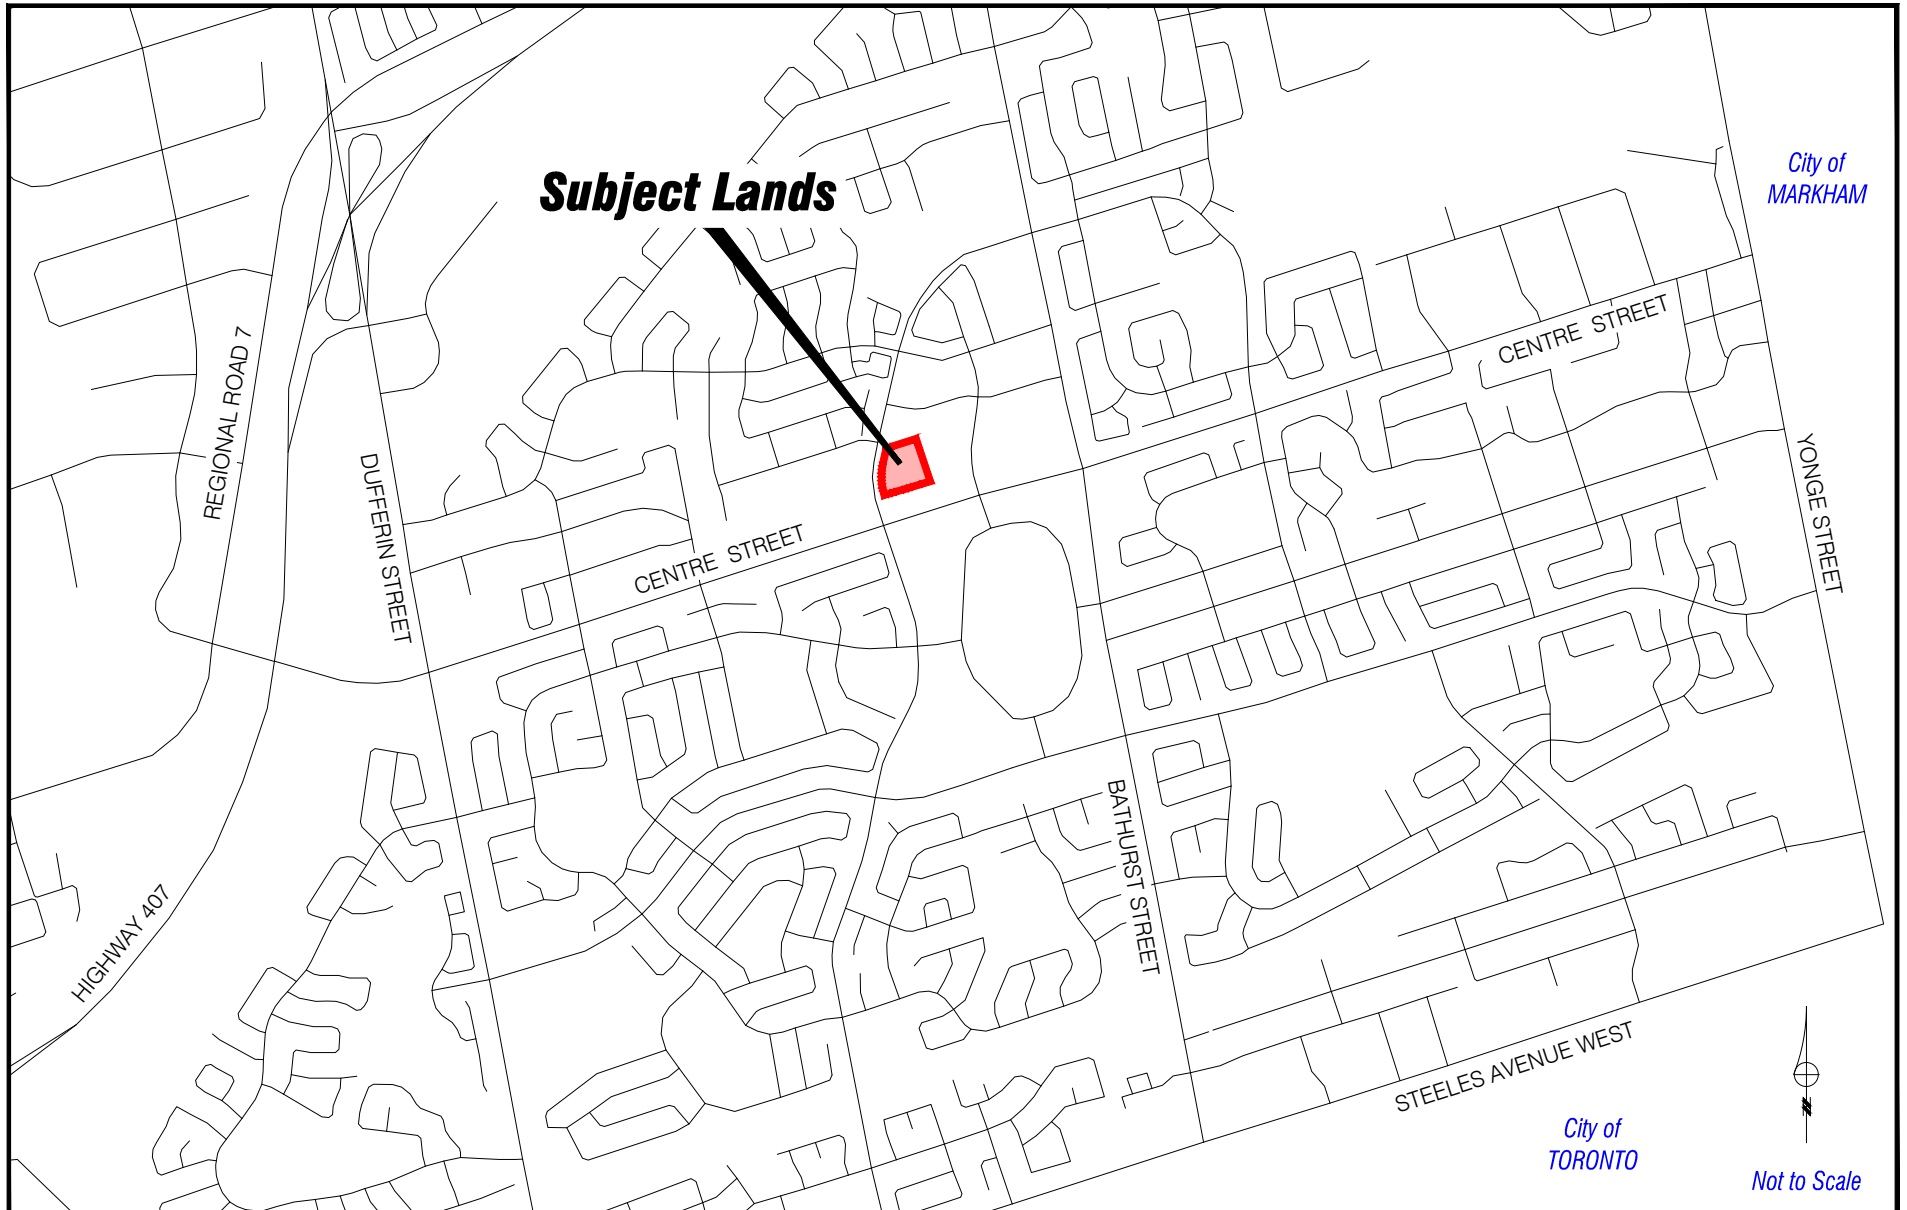 City of
MARKHAM
Subject Lands
CENTRE STREET
REGIONAL ROAD 7
DUFFERIN STREET
YONGE STREET
CENTRE STREET
BATHURST STREET
HIGHWAY 407
STEELES AVENUE WEST
City of
TORONTO
Not to Scale